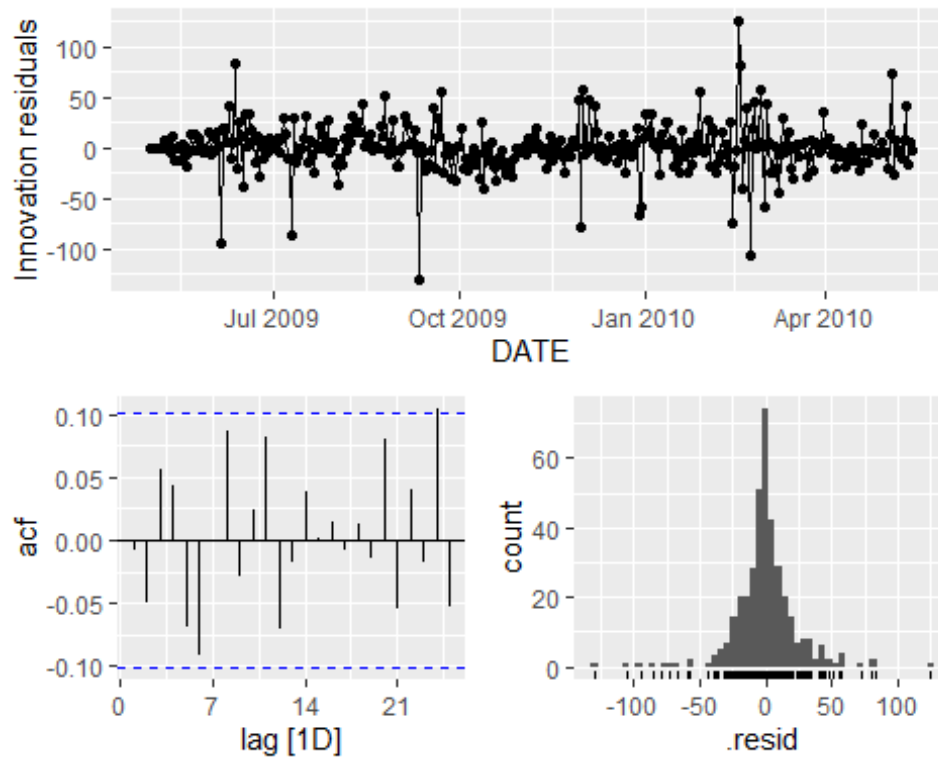 Innovation residuals
100
50
0
-50
-100
Jul 2009 Oct 2009 Jan 2010 Apr 2010
DATE
acf
0.10
0.05
0.00
-0.05
-0.10
0 7 14 21
lag [1D]
count
60
40
20
0
-100 -50 0 50 100
.resid